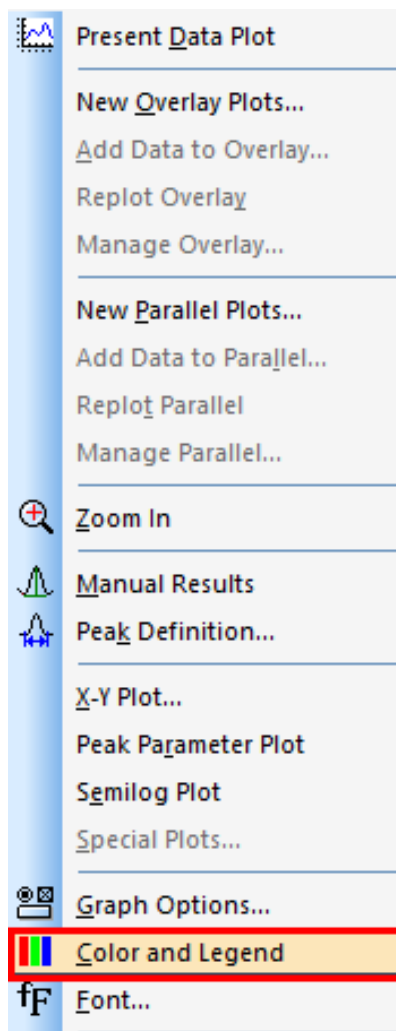 Present Data Plot
New Overlay Plots...
Add Data to Overlay...
Replot Overlay
Manage Overlay...
New Parallel Plots...
Add Data to Parallel...
Replot Parallel
Manage Parallel...
Zoom In
Manual Results
Peak Definition...
X-Y Plot...
Peak Parameter Plot
Semilog Plot
Special Plots...
Graph Options...
Color and Legend
fF Font...